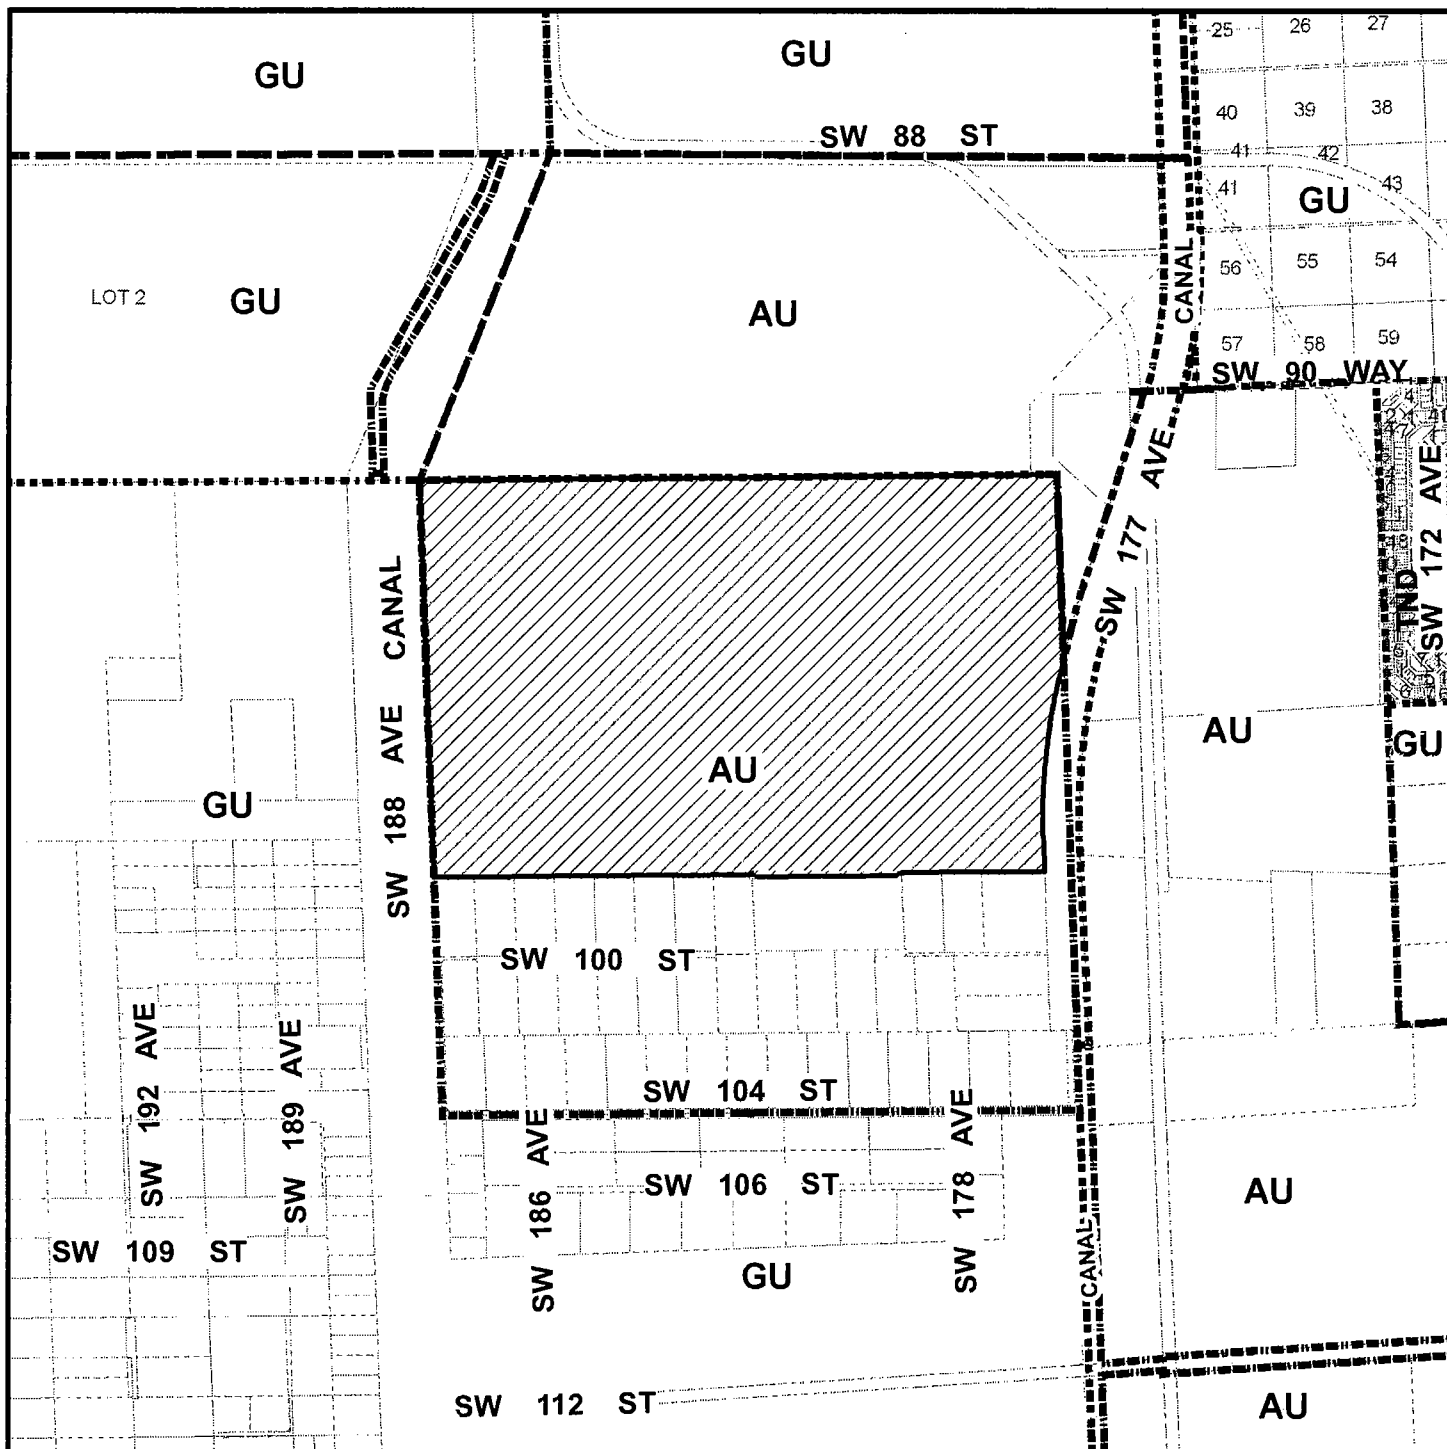 GU
GU
25 26 27
40 39 38
SW 88 ST
41 42
41 43
GU
CANAL
56 55 54
LOT 2
GU
AU
57 58 59
SW 90 WAY
SW 177 AVE
SW 172 AVE
TND
SW 188 AVE CANAL
AU
AU
GU
GU
SW 100 ST
SW 192 AVE
SW 189 AVE
SW 104 ST
SW 186 AVE
SW 178 AVE
SW 106 ST
AU
SW 109 ST
GU
CANAL
SW 112 ST
AU